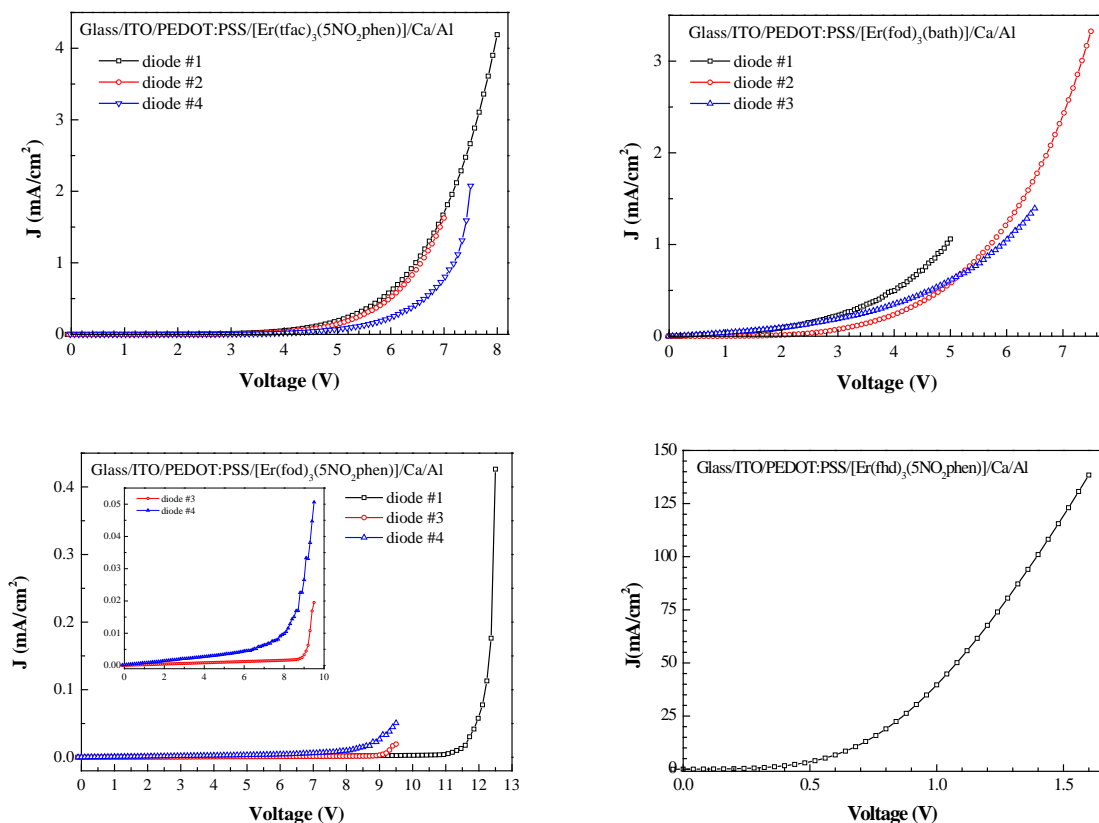 Glass/ITO/PEDOT:PSS/[Er(tfac)3(5NO2phen)]/Ca/Al
diode #1
diode #2
diode #4
4
3
2
1
0
J (mA/cm2)
0 1 2 3 4 5 6 7 8
Voltage (V)
Glass/ITO/PEDOT:PSS/[Er(fod)3(bath)]/Ca/Al
diode #1
diode #2
diode #3
3
2
1
0
J (mA/cm2)
0 1 2 3 4 5 6 7
Voltage (V)
Glass/ITO/PEDOT:PSS/[Er(fod)3(5NO2phen)]/Ca/Al
diode #1
diode #3
diode #4
diode #3
diode #4
0.05
0.04
0.03
0.02
0.01
0.00
0 2 4 6 8 10
0.4
0.3
0.2
0.1
0.0
J (mA/cm2)
0 1 2 3 4 5 6 7 8 9 10 11 12 13
Voltage (V)
Glass/ITO/PEDOT:PSS/[Er(fhd)3(5NO2phen)]/Ca/Al
150
125
100
75
50
25
0
J(mA/cm2)
0.0 0.5 1.0 1.5
Voltage (V)